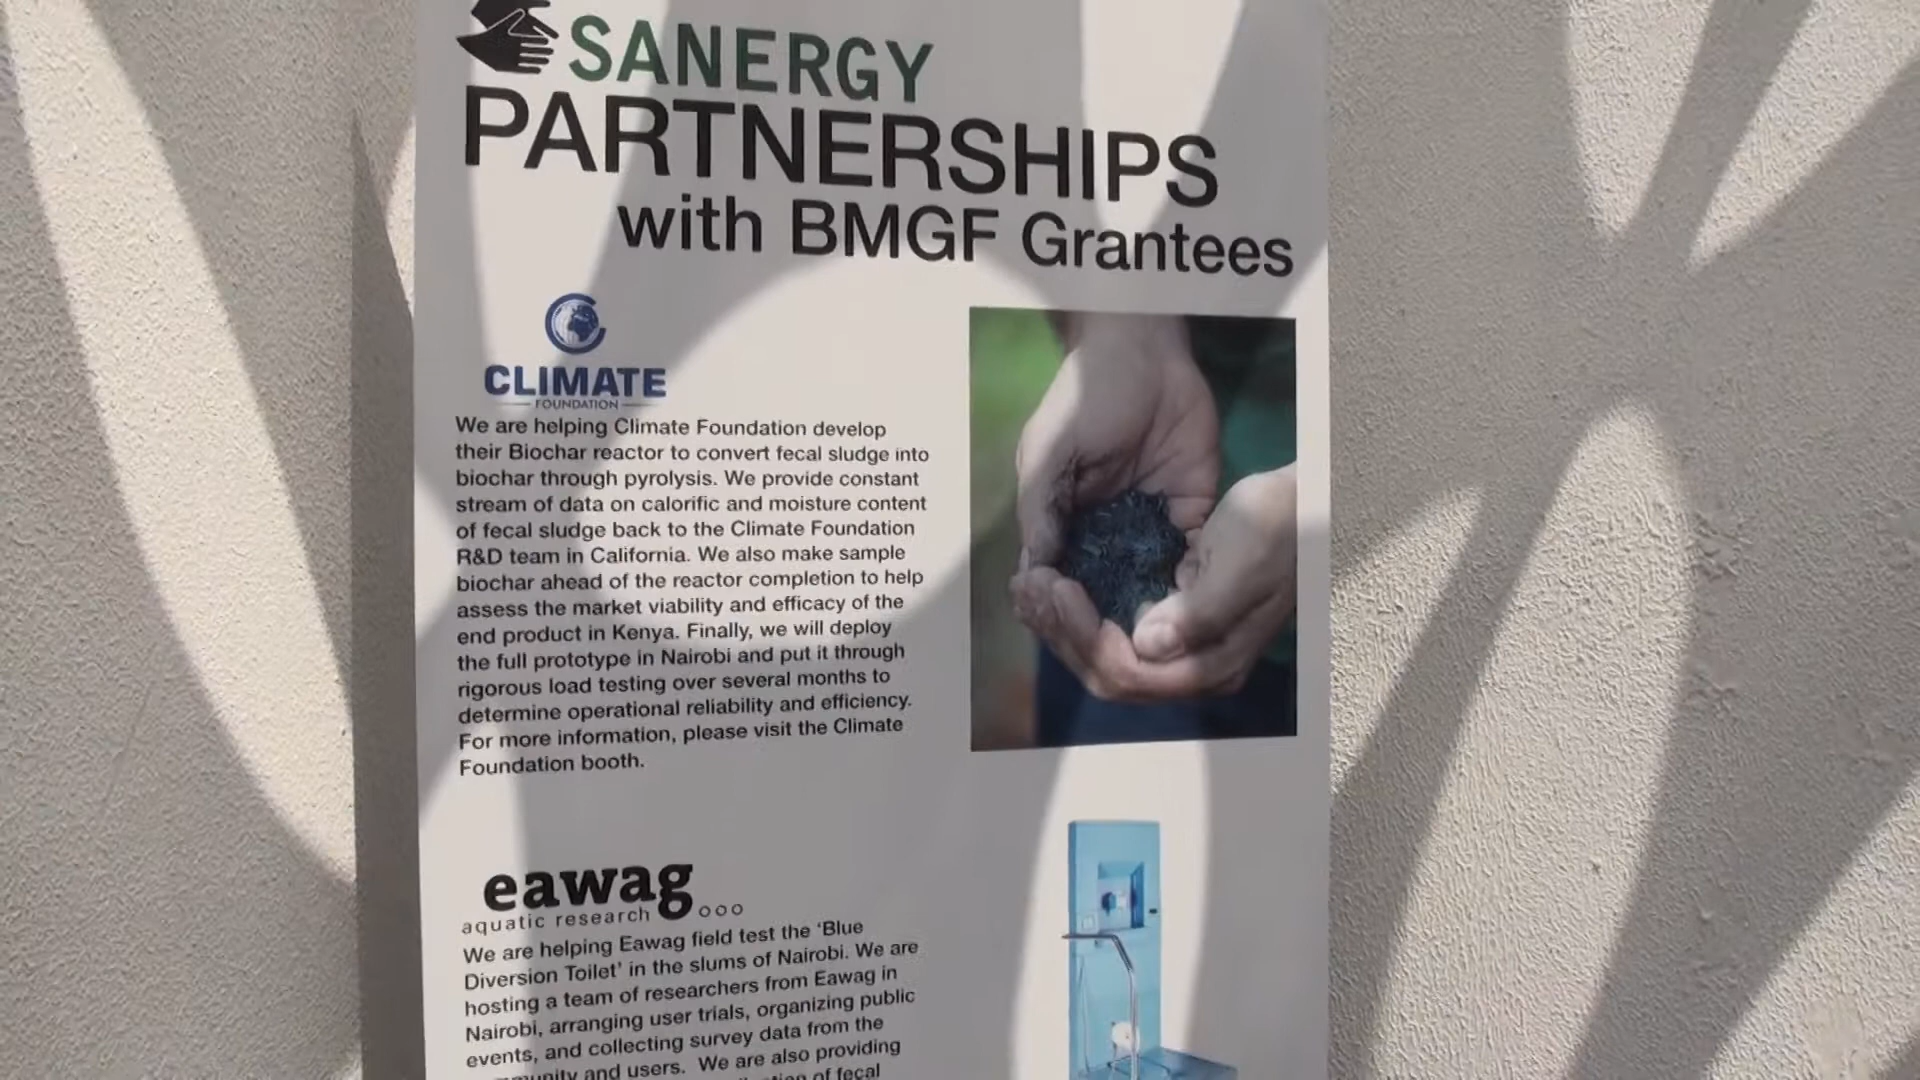 SANERGY
PARTNERSHIPS
with BMGF Grantees
CLIMATE
FOUNDATION
We are helping Climate Foundation develop
their Biochar reactor to convert fecal sludge into
biochar through pyrolysis. We provide constant
stream of data on calorific and moisture content
of fecal sludge back to the Climate Foundation
R&D team in California. We also make sample
biochar ahead of the reactor completion to help
assess the market viability and efficacy of the
end product in Kenya. Finally, we will deploy
the full prototype in Nairobi and put it through
rigorous load testing over several months to
determine operational reliability and efficiency.
For more information, please visit the Climate
Foundation booth.
eawag
aquatic research ooo
We are helping Eawag field test the ‘Blue
Diversion Toilet’ in the slums of Nairobi. We are
hosting a team of researchers from Eawag in
Nairobi, arranging user trials, organizing public
events, and collecting survey data from the
and users. We are also providing
of fecal